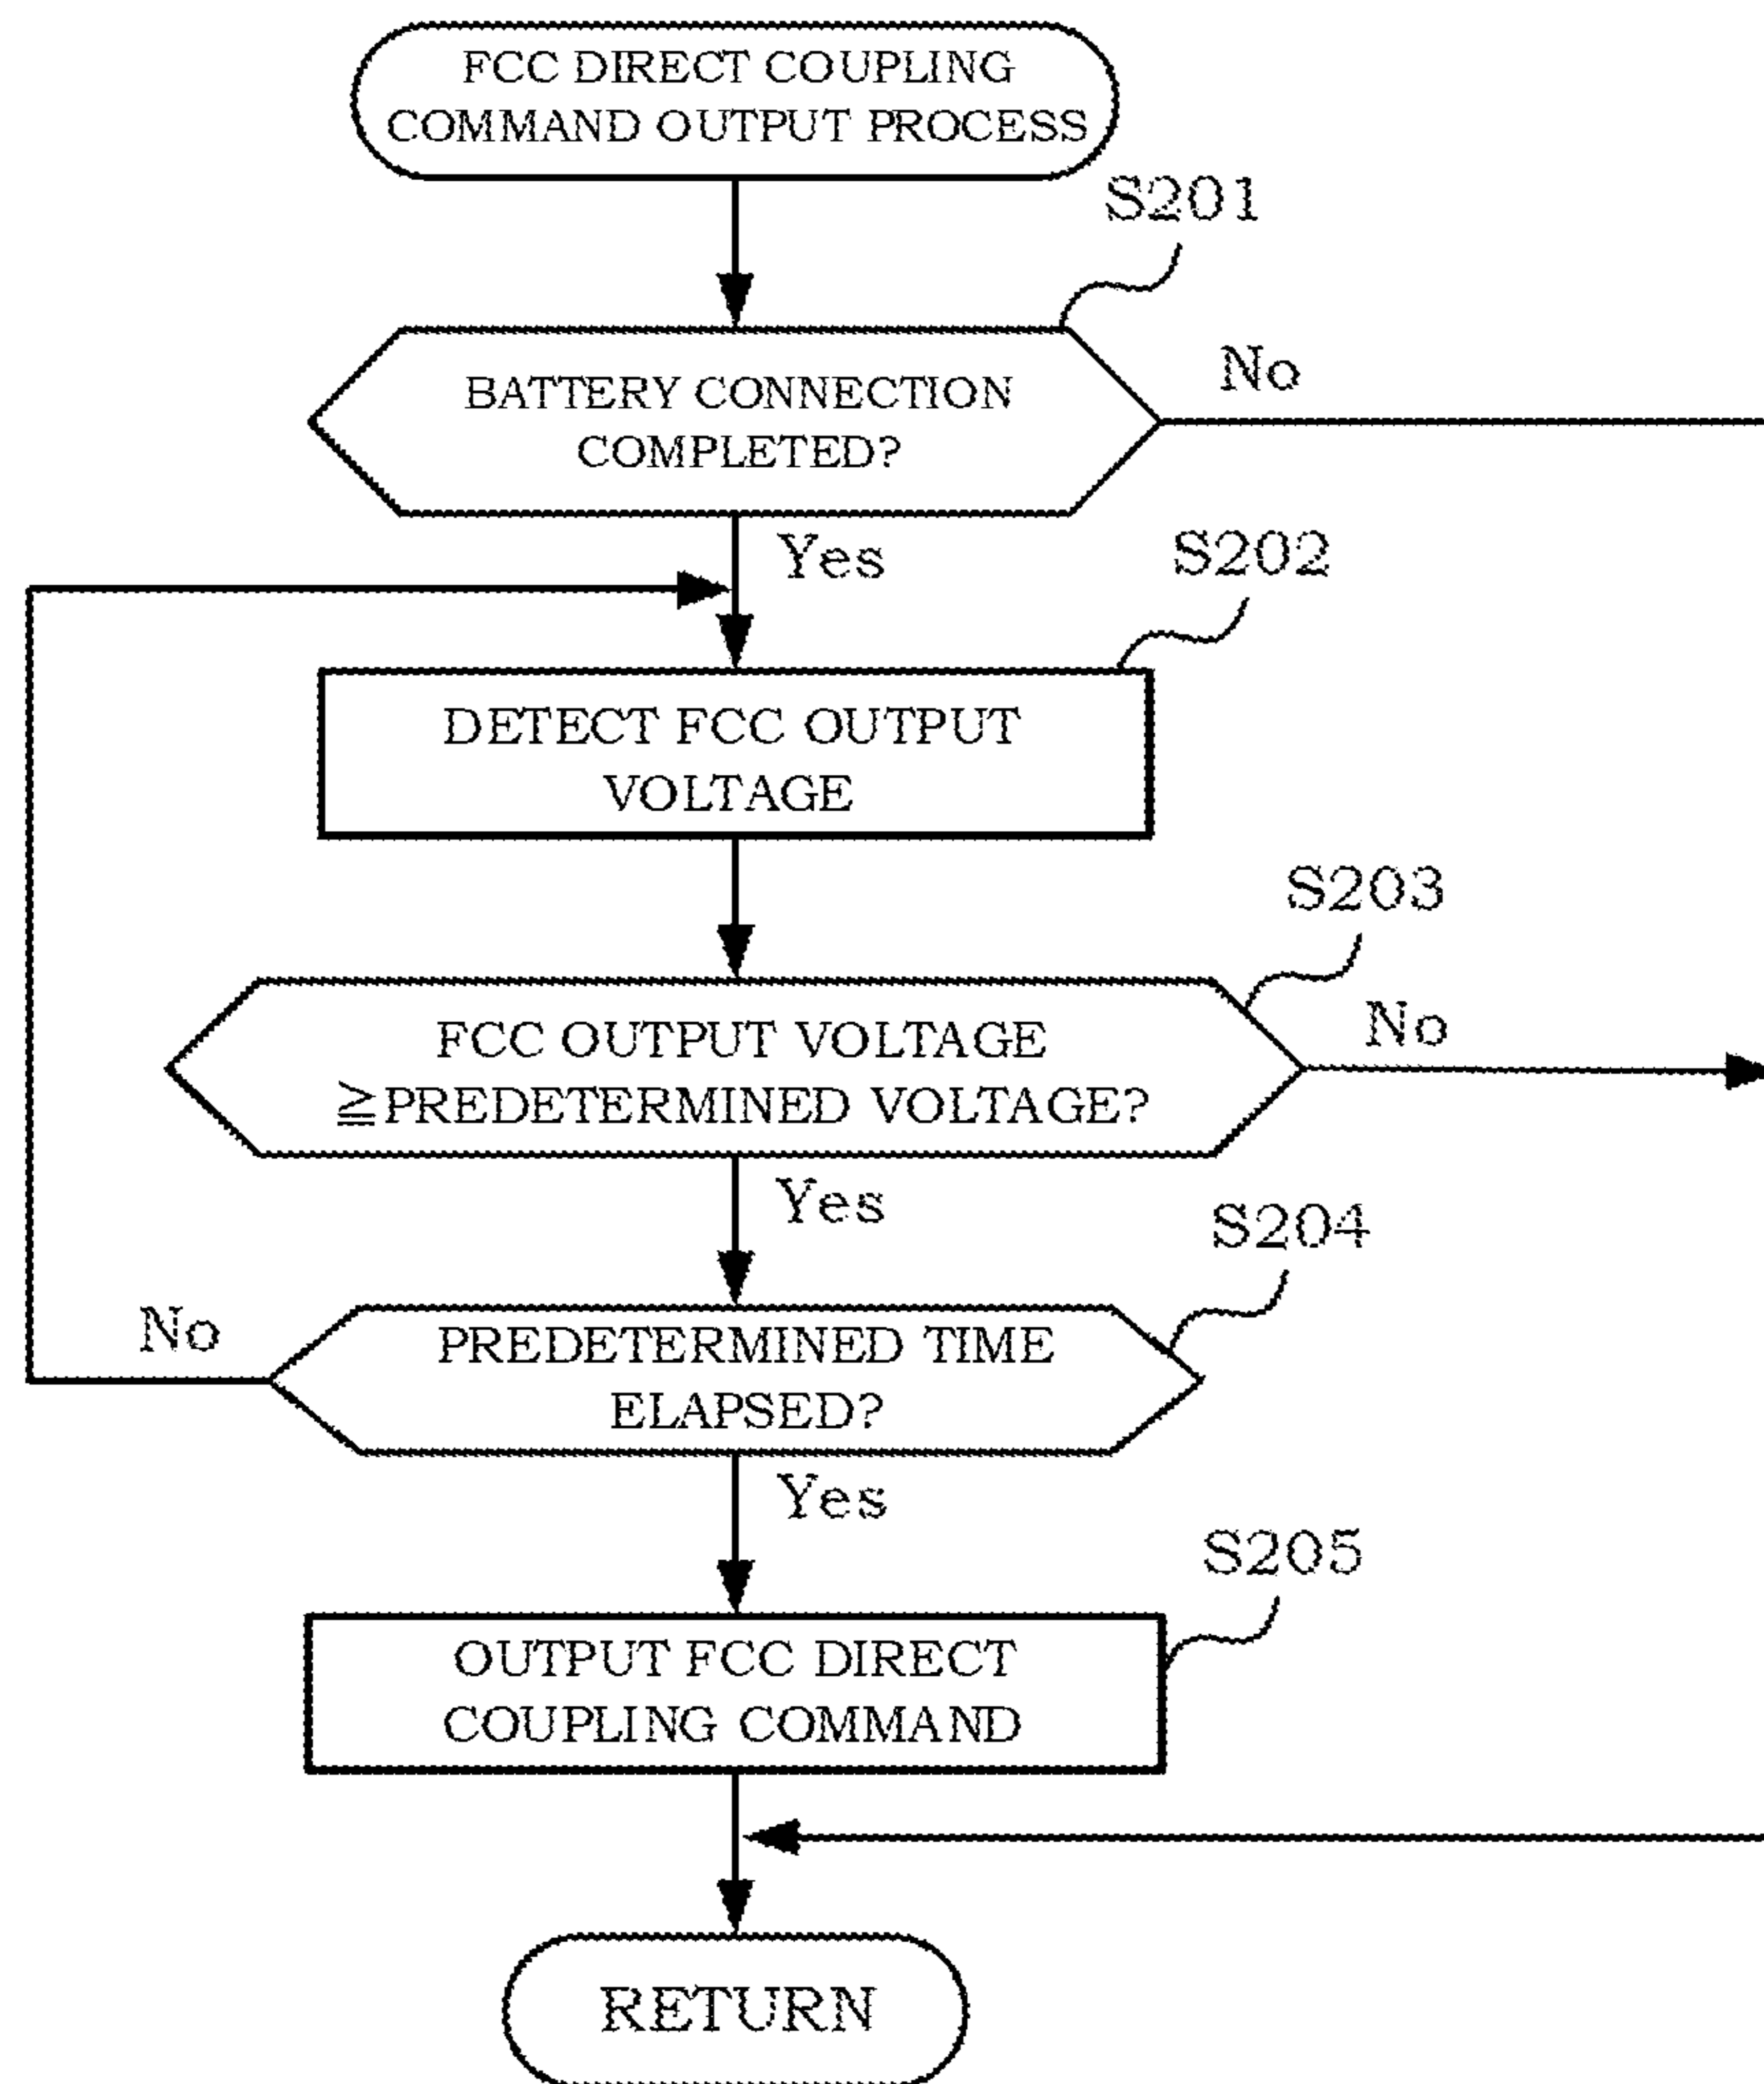 FCC DIRECT COUPLING
COMMAND OUTPUT PROCESS
S201
BATTERY CONNECTION
COMPLETED?
No
Yes
S202
DETECT FCC OUTPUT
VOLTAGE
S203
FCC OUTPUT VOLTAGE
≧PREDETERMINED VOLTAGE?
No
Yes
S204
No
PREDETERMINED TIME
ELAPSED?
Yes
S205
OUTPUT FCC DIRECT
COUPLING COMMAND
RETURN